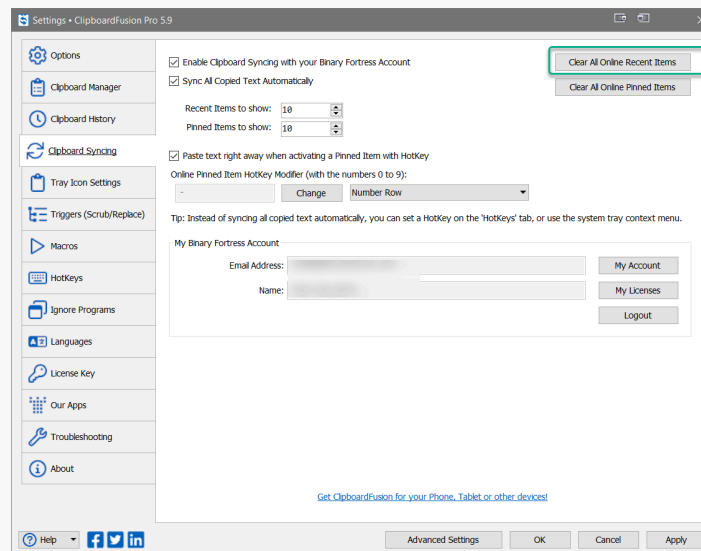 Settings • ClipboardFusion Pro 5.9
Options
Clipboard Manager
Clipboard History
Clipboard Syncing
Tray Icon Settings
Triggers (Scrub/Replace)
Macros
HotKeys
Ignore Programs
Languages
License Key
Our Apps
Troubleshooting
About
Enable Clipboard Syncing with your Binary Fortress Account
Clear All Online Recent Items
Sync All Copied Text Automatically
Clear All Online Pinned Items
Recent Items to show: 10
Pinned Items to show: 10
Paste text right away when activating a Pinned Item with HotKey
Online Pinned Item HotKey Modifier (with the numbers 0 to 9):
- Change Number Row
Tip: Instead of syncing all copied text automatically, you can set a HotKey on the 'HotKeys' tab, or use the system tray context menu.
My Binary Fortress Account
Email Address: My Account
Name: My Licenses
Logout
Get ClipboardFusion for your Phone, Tablet or other devices!
Help Advanced Settings OK Cancel Apply